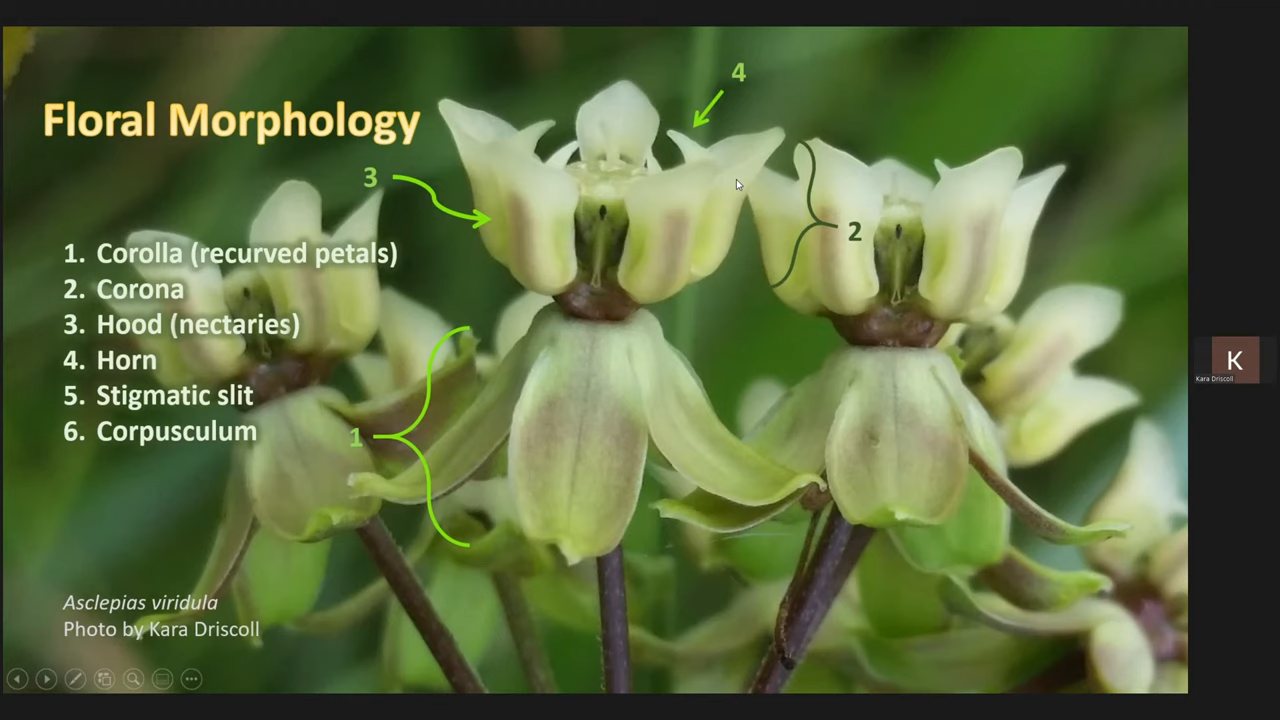 Floral Morphology
4
3
2
1
1. Corolla (recurved petals)
2. Corona
3. Hood (nectaries)
4. Horn
5. Stigmatic slit
6. Corpusculum
Asclepias viridula
Photo by Kara Driscoll
K
Kara Driscoll